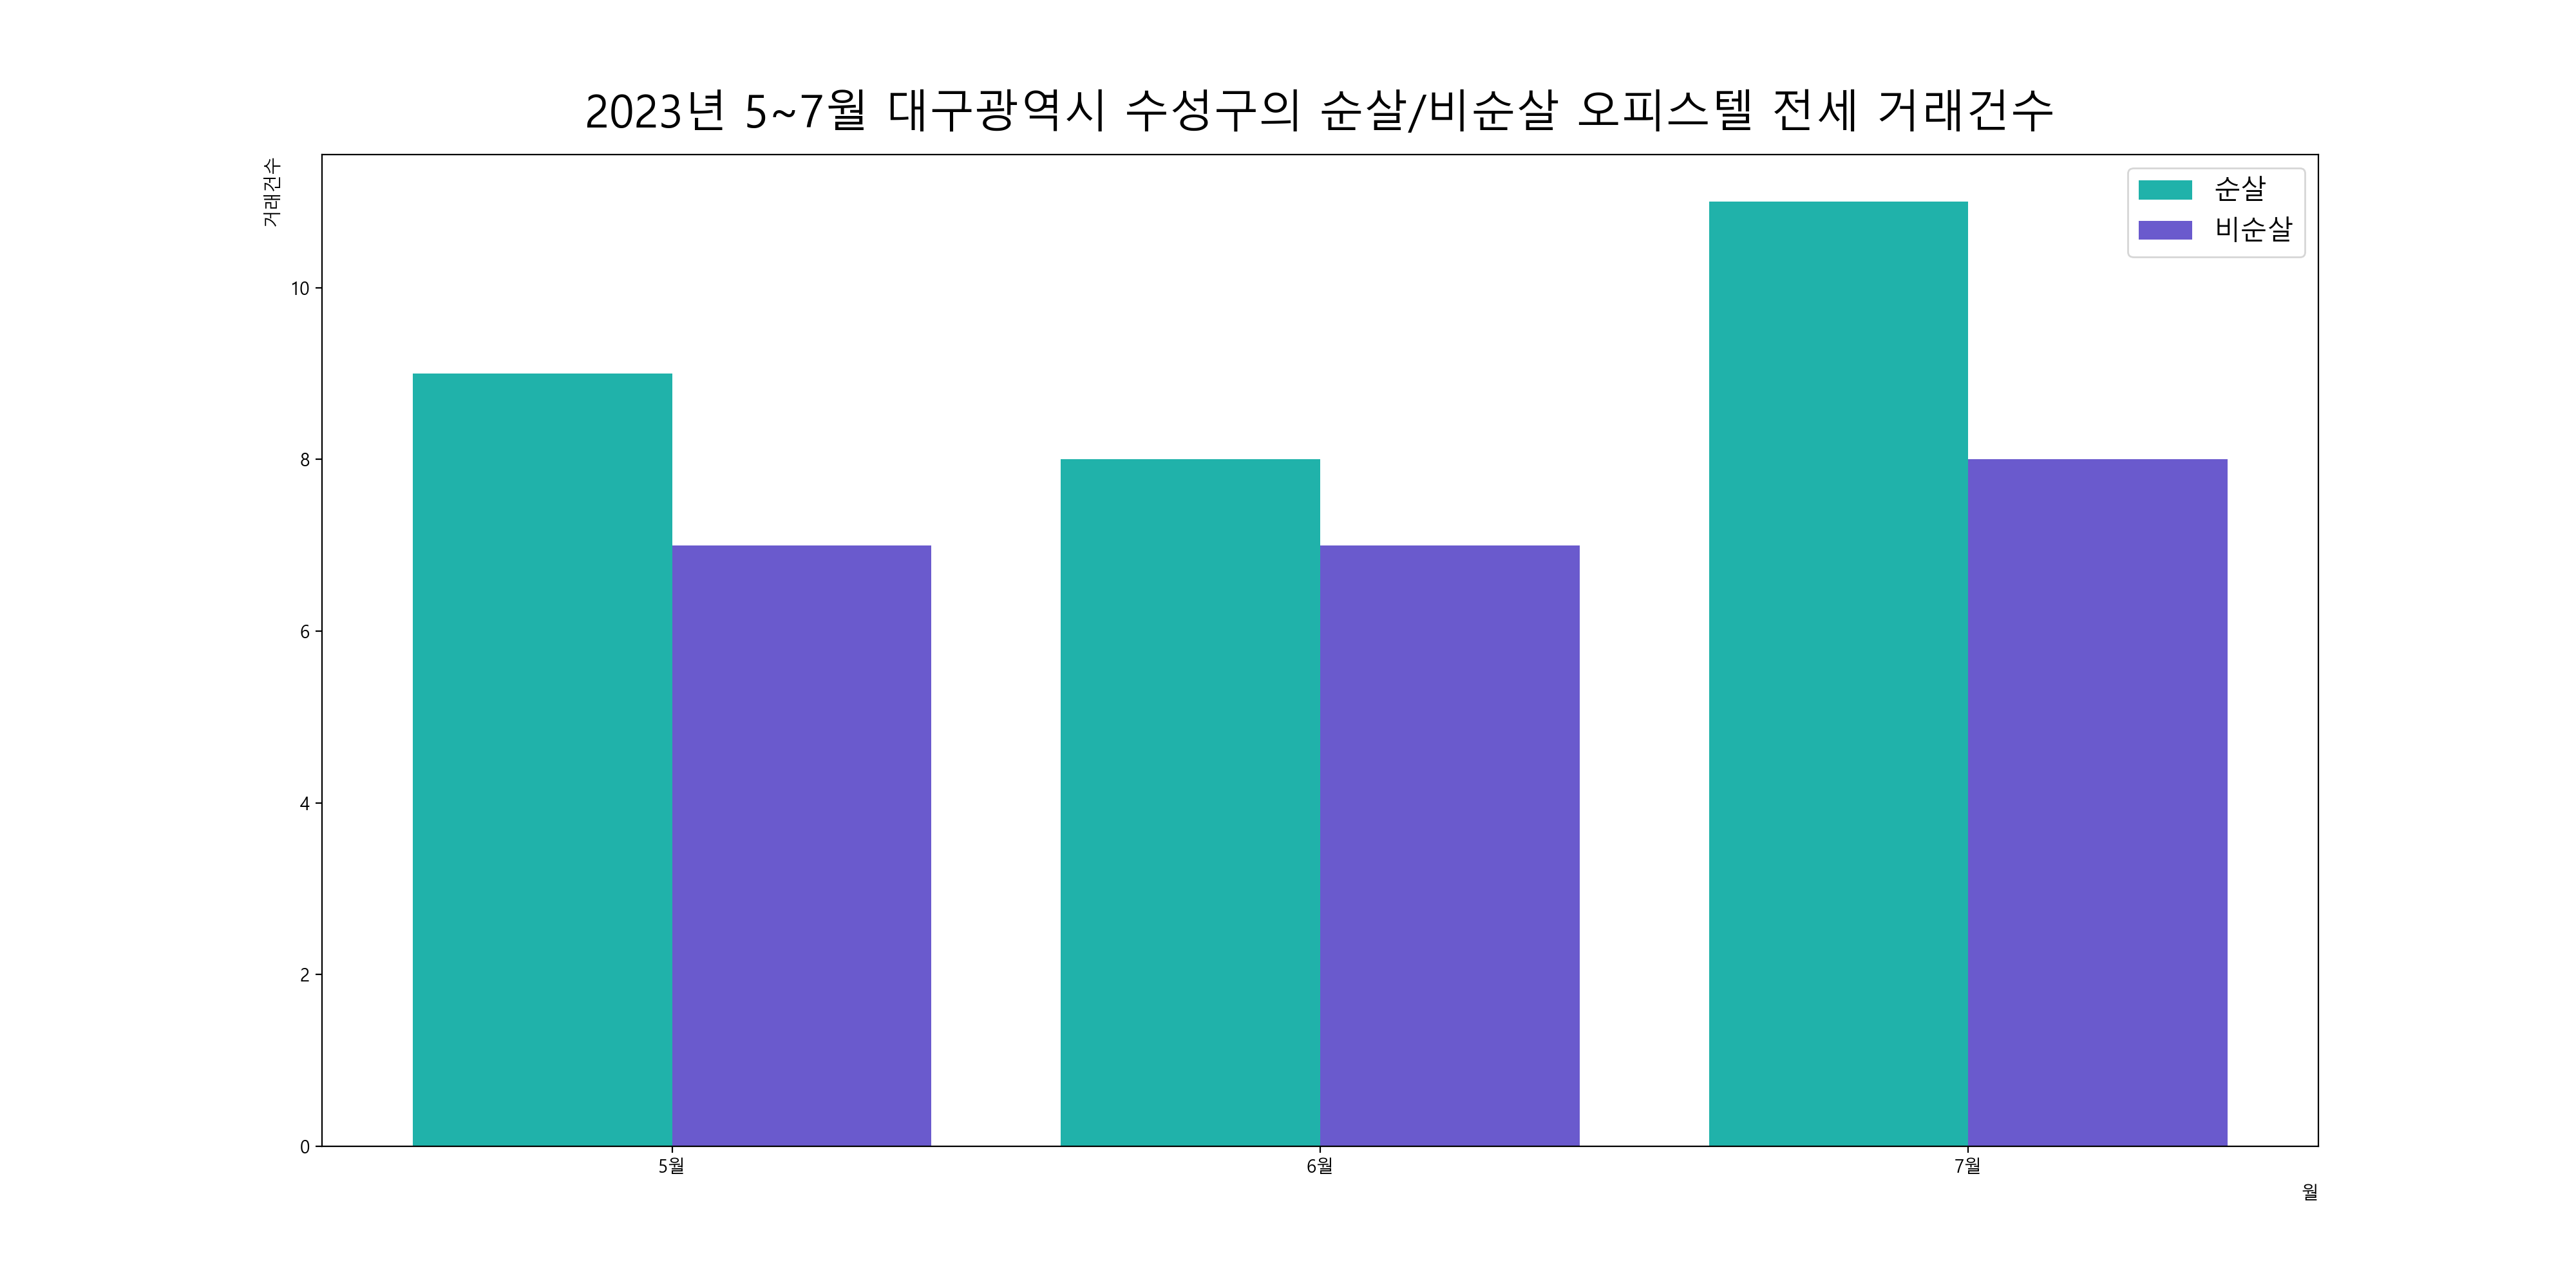 2023년 5~7월 대구광역시 수성구의 순살/비순살 오피스텔 전세 거래건수
거래건수
순살
비순살
10
8
6
4
2
0
5월
6월
7월
월